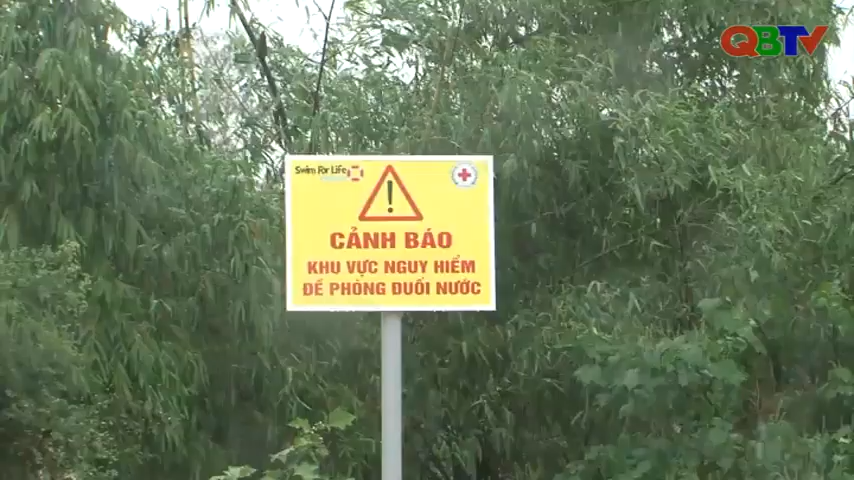 QBTV
Swim For Life
CẢNH BÁO
KHU VỰC NGUY HIỂM
ĐỀ PHÒNG ĐUỐI NƯỚC